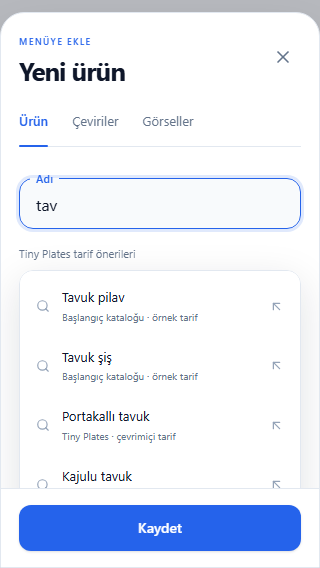 MENÜYE EKLE
Yeni ürün
Ürün Çeviriler Görseller
Adı
tav
Tiny Plates tarif önerileri
Tavuk pilav
Başlangıç kataloğu · örnek tarif
Tavuk şiş
Başlangıç kataloğu · örnek tarif
Portakallı tavuk
Tiny Plates · çevrimiçi tarif
Kajulu tavuk
Kaydet